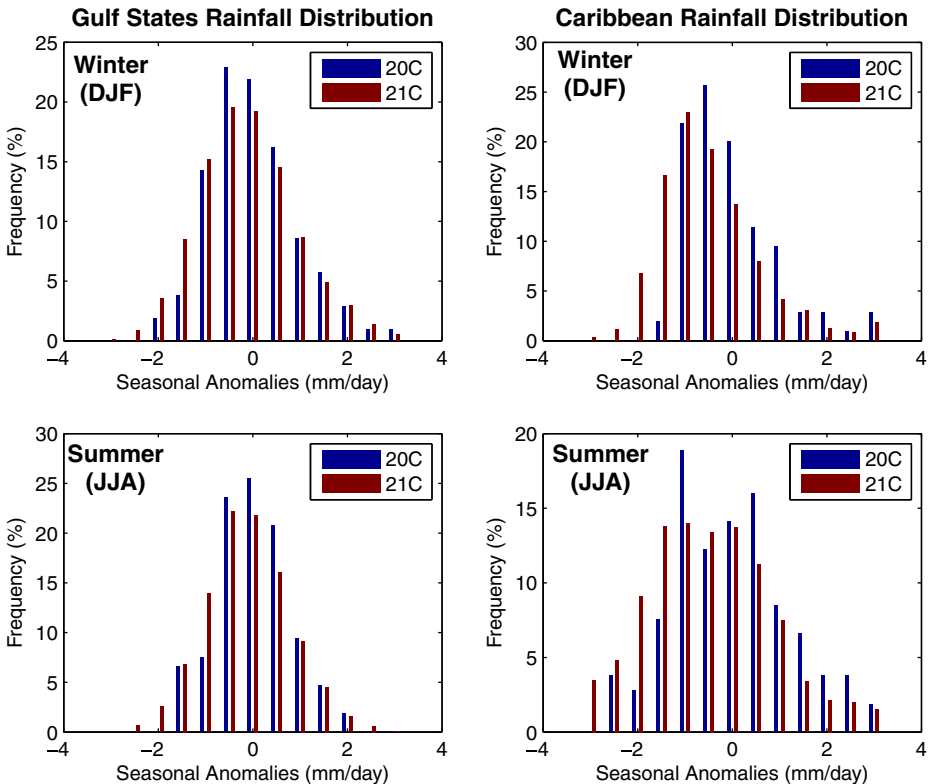 Gulf States Rainfall Distribution
25
20
15
10
5
0
Frequency (%)
Winter
(DJF)
20C
21C
−4
−2
0
2
4
Seasonal Anomalies (mm/day)
Caribbean Rainfall Distribution
30
25
20
15
10
5
0
Frequency (%)
Winter
(DJF)
20C
21C
−4
−2
0
2
4
Seasonal Anomalies (mm/day)
30
25
20
15
10
5
0
Frequency (%)
Summer
(JJA)
20C
21C
−4
−2
0
2
4
Seasonal Anomalies (mm/day)
20
15
10
5
0
Frequency (%)
Summer
(JJA)
20C
21C
−4
−2
0
2
4
Seasonal Anomalies (mm/day)